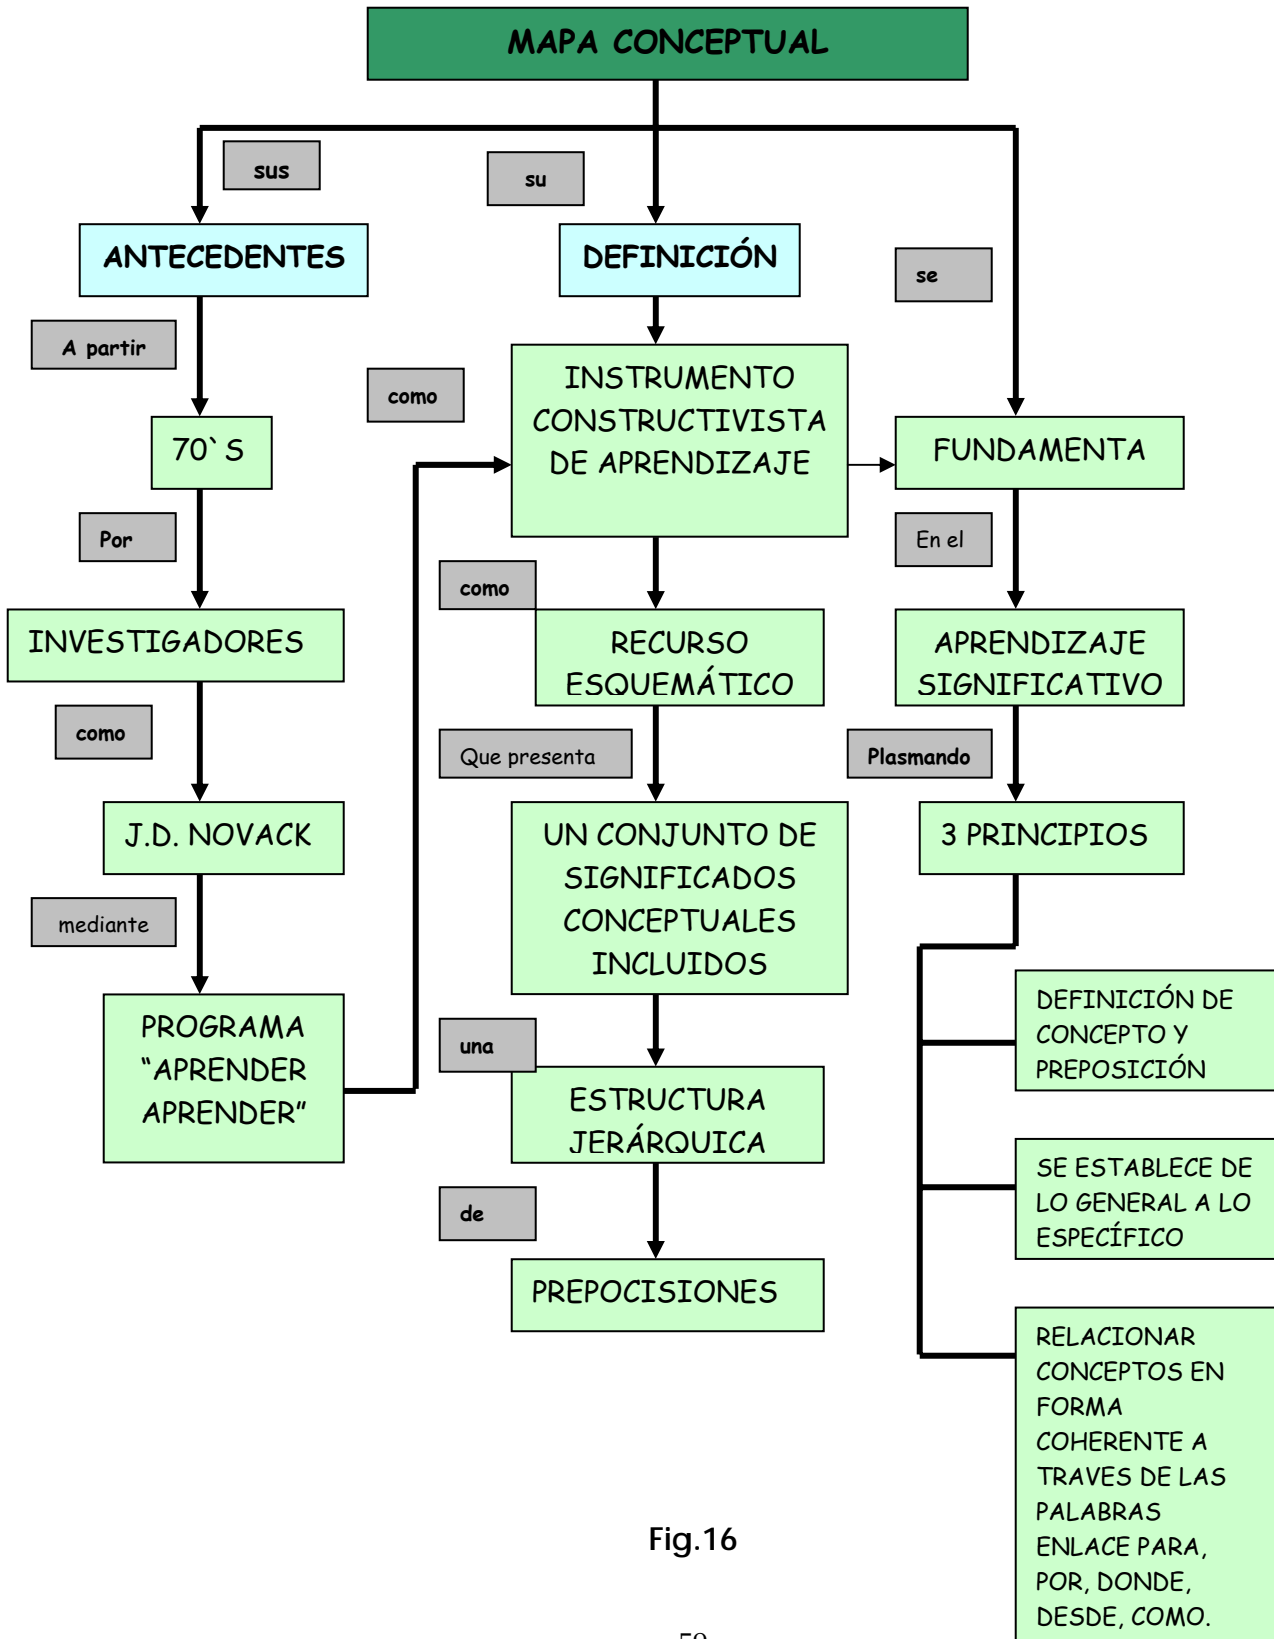 MAPA CONCEPTUAL
sus
su
ANTECEDENTES
DEFINICIÓN
se
A partir
como
INSTRUMENTO
CONSTRUCTIVISTA
DE APRENDIZAJE
70`S
FUNDAMENTA
Por
En el
como
INVESTIGADORES
RECURSO
ESQUEMÁTICO
APRENDIZAJE
SIGNIFICATIVO
como
Que presenta
Plasmando
J.D. NOVACK
UN CONJUNTO DE
SIGNIFICADOS
CONCEPTUALES
INCLUIDOS
3 PRINCIPIOS
mediante
PROGRAMA
“APRENDER
APRENDER”
DEFINICIÓN DE
CONCEPTO Y
PREPOSICIÓN
una
ESTRUCTURA
JERÁRQUICA
SE ESTABLECE DE
LO GENERAL A LO
ESPECÍFICO
de
PREPOCISIONES
RELACIONAR
CONCEPTOS EN
FORMA
COHERENTE A
TRAVES DE LAS
PALABRAS
ENLACE PARA,
POR, DONDE,
DESDE, COMO.
Fig.16